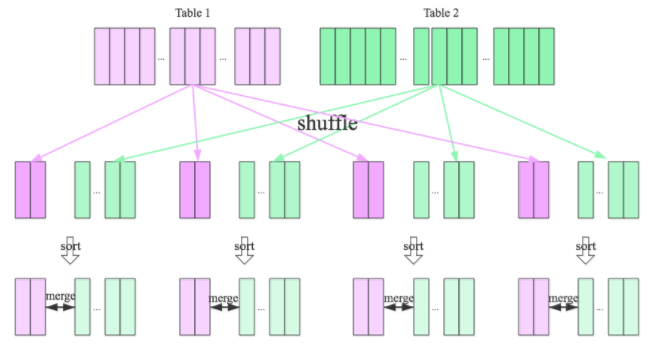 Table 1
Table 2
... ... ... ...
shuffle
... ... ... ...
sort sort sort sort
merge ... merge ... merge ... merge ...